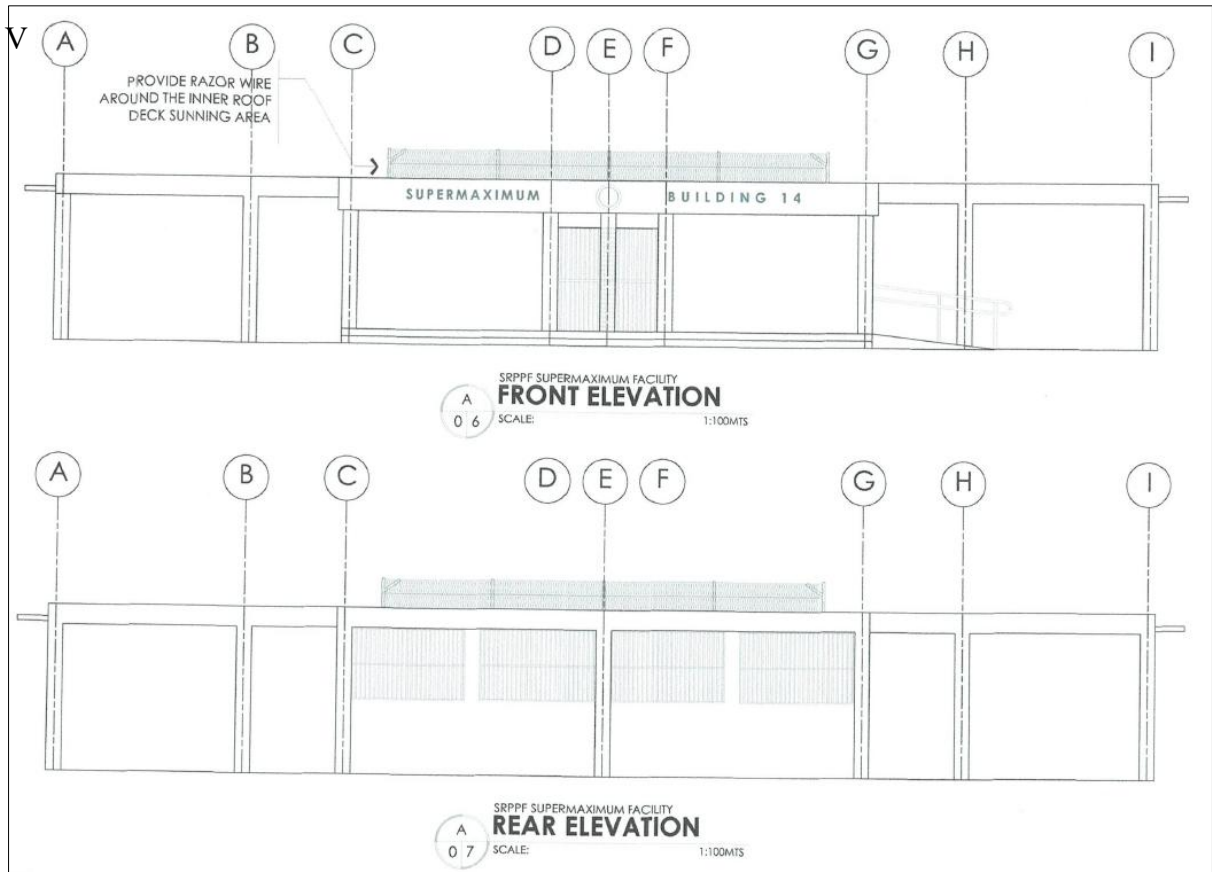 V
A B C D E F G H I
PROVIDE RAZOR WIRE
AROUND THE INNER ROOF
DECK SUNNING AREA
SUPERMAXIMUM BUILDING 14
SRPPF SUPERMAXIMUM FACILITY
A FRONT ELEVATION
0 6 SCALE: 1:100MTS
A B C D E F G H I
SRPPF SUPERMAXIMUM FACILITY
A REAR ELEVATION
0 7 SCALE: 1:100MTS